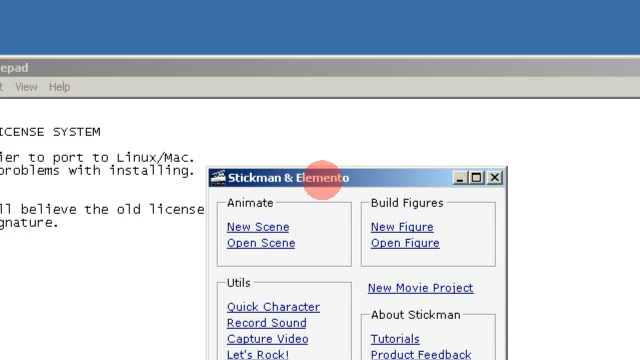 epad
t View Help
ICENSE SYSTEM
ier to port to Linux/Mac.
problems with installing.
ll believe the old license
gnature.
Stickman & Elemento
Animate
New Scene
Open Scene
Build Figures
New Figure
Open Figure
Utils
Quick Character
Record Sound
Capture Video
Let's Rock!
New Movie Project
About Stickman
Tutorials
Product Feedback